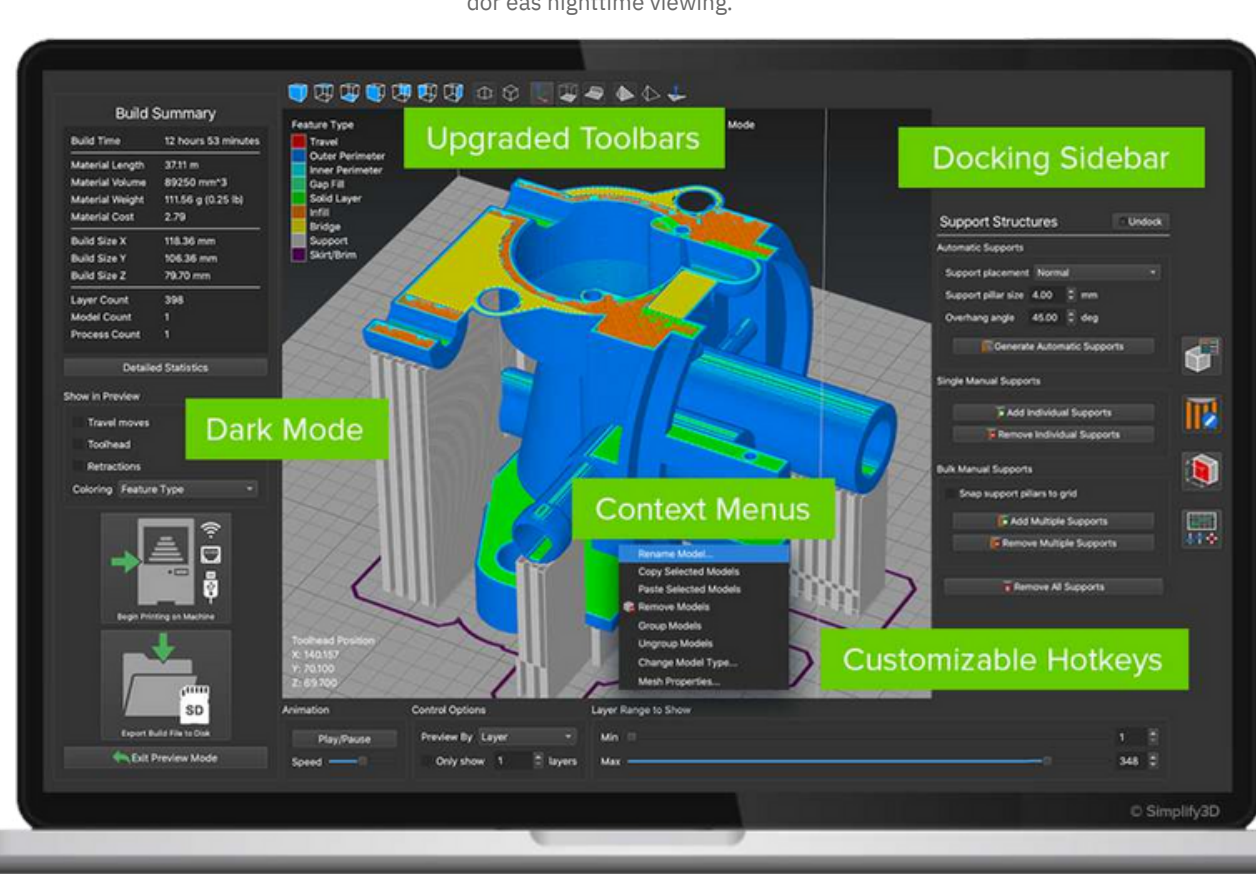 dor eas nighttime viewing.
Build Summary
Build Time 12 hours 53 minutes
Material Length 37.11 m
Material Volume 89250 mm^3
Material Weight 111.56 g (0.25 lb)
Material Cost 2.79
Build Size X 118.36 mm
Build Size Y 106.36 mm
Build Size Z 79.70 mm
Layer Count 398
Model Count 1
Process Count 1
Detailed Statistics
Show in Preview
Travel moves
Toolhead
Retractions
Coloring Feature Type
Begin Printing on Machine
SD
Export Build File to Disk
Exit Preview Mode
Dark Mode
Feature Type
Travel
Outer Perimeter
Inner Perimeter
Gap Fill
Solid Layer
Infill
Bridge
Support
Skirt/Brim
Upgraded Toolbars
Mode
Context Menus
Rename Model...
Copy Selected Models
Paste Selected Models
Remove Models
Group Models
Ungroup Models
Change Model Type...
Mesh Properties...
Toolhead Position
X: 140.157
Y: 70.100
Z: 69.700
Animation
Play/Pause
Speed
Control Options
Preview By Layer
Only show 1 layers
Layer Range to Show
Min 1
Max 348
Docking Sidebar
Support Structures Undock
Automatic Supports
Support placement Normal
Support pillar size 4.00 mm
Overhang angle 45.00 deg
Generate Automatic Supports
Single Manual Supports
Add Individual Supports
Remove Individual Supports
Bulk Manual Supports
Snap support pillars to grid
Add Multiple Supports
Remove Multiple Supports
Remove All Supports
Customizable Hotkeys
© Simplify3D